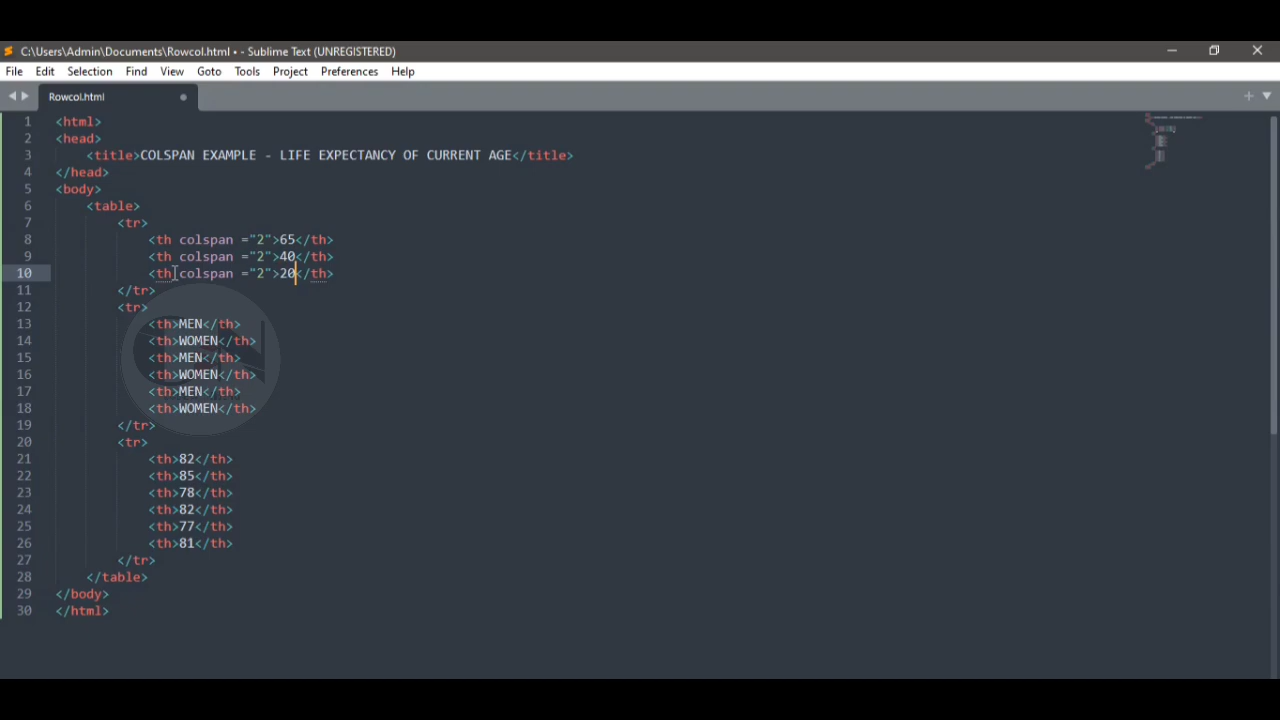 C:\Users\Admin\Documents\Rowcol.html • - Sublime Text (UNREGISTERED)
File Edit Selection Find View Goto Tools Project Preferences Help
Rowcol.html
1 <html>
2 <head>
3 <title>COLSPAN EXAMPLE - LIFE EXPECTANCY OF CURRENT AGE</title>
4 </head>
5 <body>
6 <table>
7 <tr>
8 <th colspan ="2">65</th>
9 <th colspan ="2">40</th>
10 <th colspan ="2">20</th>
11 </tr>
12 <tr>
13 <th>MEN</th>
14 <th>WOMEN</th>
15 <th>MEN</th>
16 <th>WOMEN</th>
17 <th>MEN</th>
18 <th>WOMEN</th>
19 </tr>
20 <tr>
21 <th>82</th>
22 <th>85</th>
23 <th>78</th>
24 <th>82</th>
25 <th>77</th>
26 <th>81</th>
27 </tr>
28 </table>
29 </body>
30 </html>